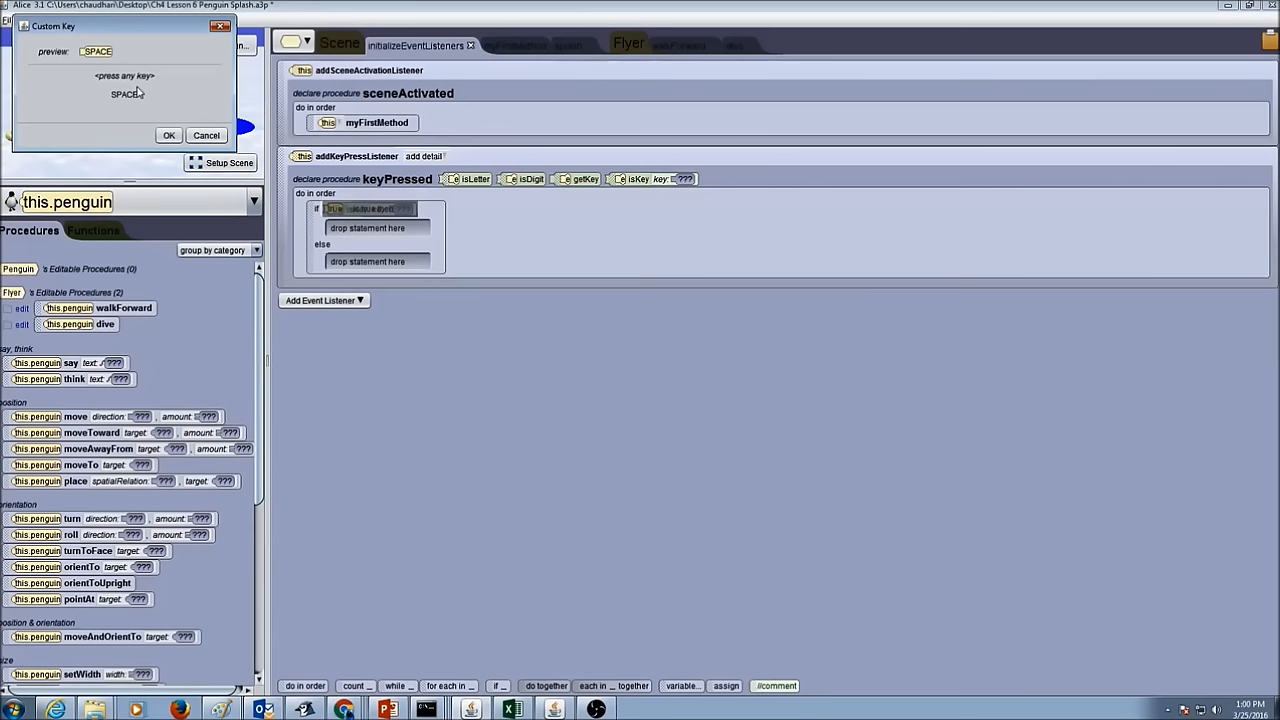 Alice 3.1 C:\Users\chaudhan\Desktop\Ch4 Lesson 6 Penguin Splash.a3p *
Custom Key
preview: SPACE
<press any key>
SPACE
OK Cancel
Setup Scene
this.penguin
Procedures Functions
group by category
Penguin 's Editable Procedures (0)
Flyer 's Editable Procedures (2)
edit this.penguin walkForward
edit this.penguin dive
say, think
this.penguin say text: ???
this.penguin think text: ???
position
this.penguin move direction: ??? , amount: ???
this.penguin moveToward target: ??? , amount: ???
this.penguin moveAwayFrom target: ??? , amount: ???
this.penguin moveTo target: ???
this.penguin place spatialRelation: ??? , target: ???
orientation
this.penguin turn direction: ??? , amount: ???
this.penguin roll direction: ??? , amount: ???
this.penguin turnToFace target: ???
this.penguin orientTo target: ???
this.penguin orientToUpright
this.penguin pointAt target: ???
position & orientation
this.penguin moveAndOrientTo target: ???
size
this.penguin setWidth width: ???
Scene initializeEventListeners myFirstMethod splash Flyer walkForward dive
this addSceneActivationListener
declare procedure sceneActivated
do in order
this myFirstMethod
this addKeyPressListener add detail
declare procedure keyPressed e isLetter e isDigit e getKey e isKey key: ???
do in order
if true
drop statement here
else
drop statement here
Add Event Listener
do in order count _ while _ for each in _ if _ do together each in _ together variable... assign //comment
1:00 PM
3/25/2016